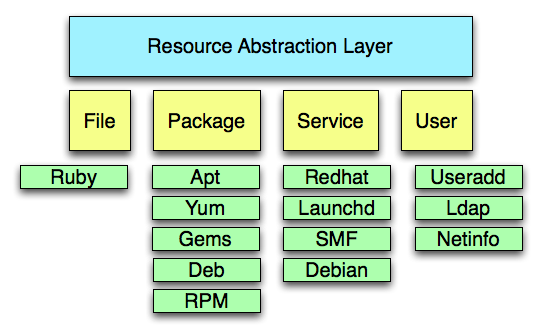 Resource Abstraction Layer
File
Package
Service
User
Ruby
Apt
Redhat
Useradd
Yum
Launchd
Ldap
Gems
SMF
Netinfo
Deb
Debian
RPM